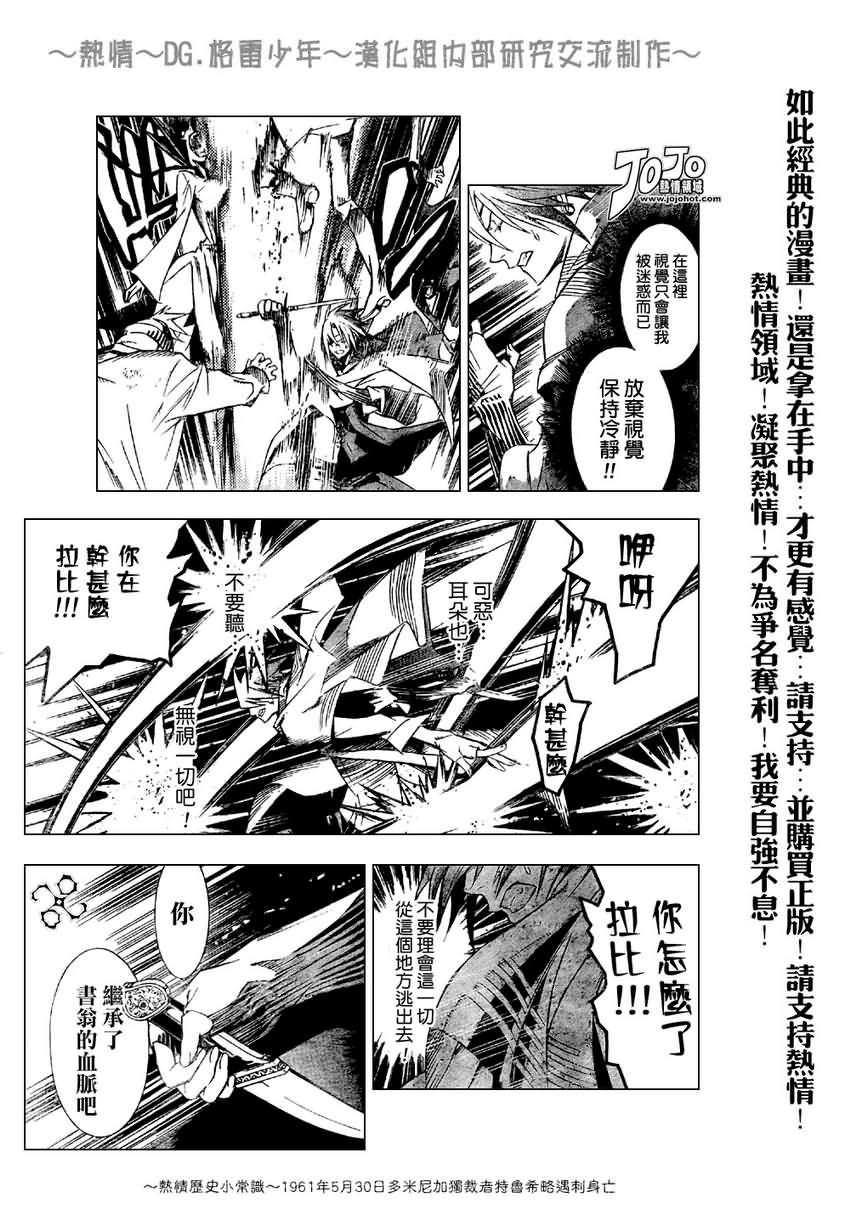 ～熱情～DG.格雷少年～漢化組內部研究交流制作～
如此經典的漫畫！還是拿在手中…才更有感覺…請支持…並購買正版！請支持熱情！
熱情領域！凝聚熱情！不為爭名奪利！我要自強不息！
JOJO
熱情領域
www.jojohot.com
在這裡
視覺只會讓我
被迷惑而已
放棄視覺
保持冷靜!!
咿呀
可惡…
耳朵也…
幹甚麼
不要聽…
無視一切吧！
你在
幹甚麼
拉比!!!
你怎麼了
拉比!!!
不要理會這一切
從這個地方逃出去！
你
繼承了
書翁的血脈吧
～熱情歷史小常識～1961年5月30日多米尼加獨裁者特魯希略遇刺身亡